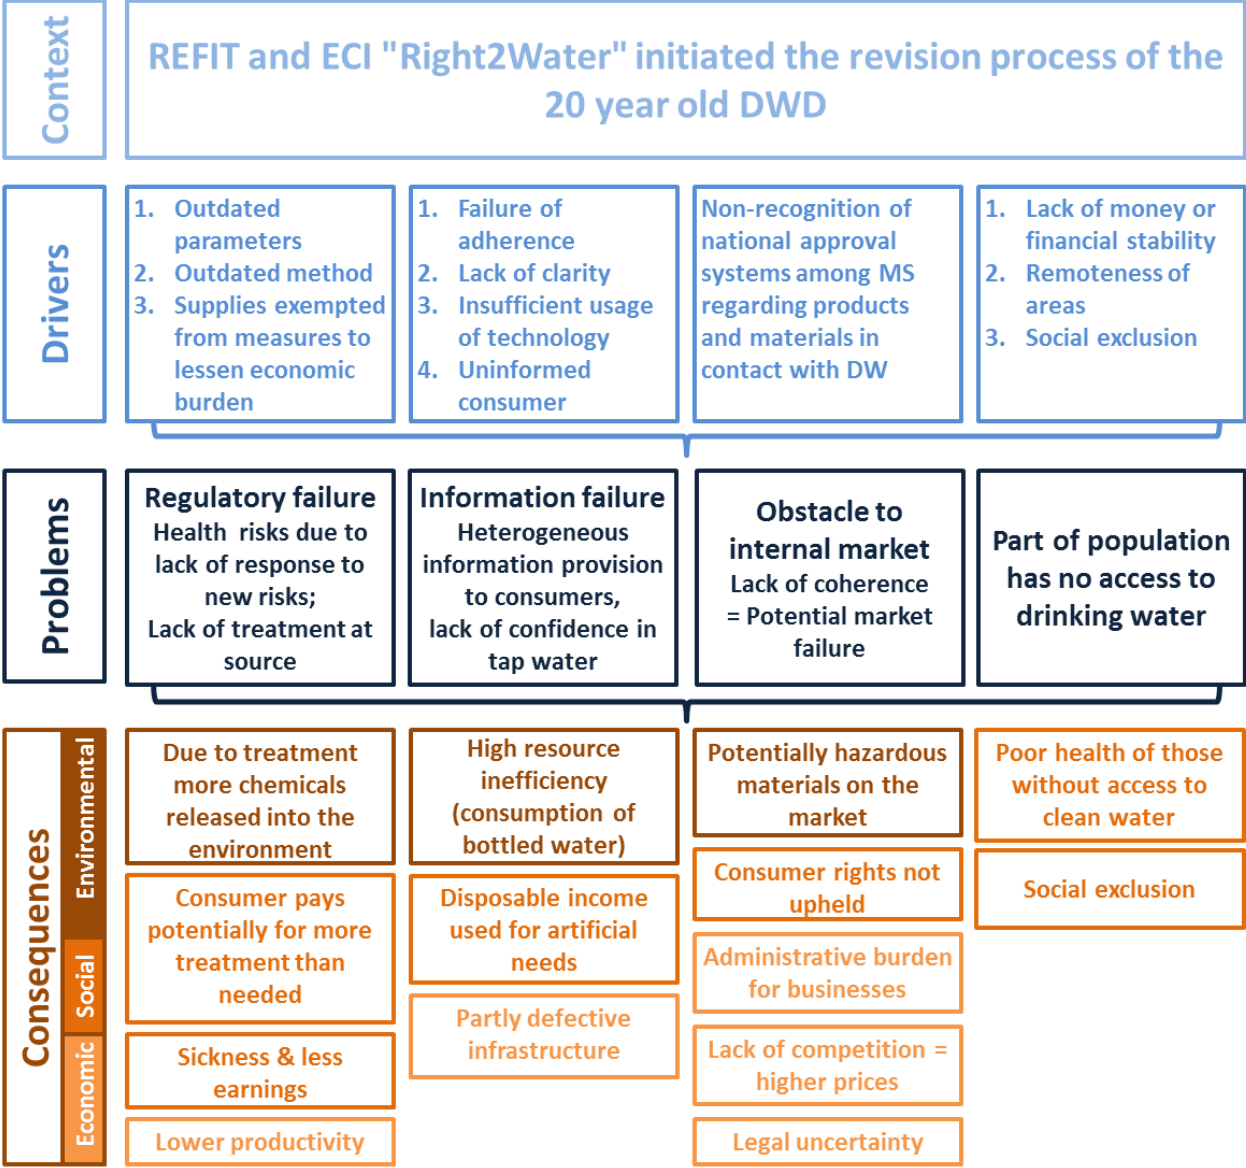 Context
REFIT and ECI "Right2Water" initiated the revision process of the
20 year old DWD
Drivers
1. Outdated
parameters
2. Outdated method
3. Supplies exempted
from measures to
lessen economic
burden
1. Failure of
adherence
2. Lack of clarity
3. Insufficient usage
of technology
4. Uninformed
consumer
Non-recognition of
national approval
systems among MS
regarding products
and materials in
contact with DW
1. Lack of money or
financial stability
2. Remoteness of
areas
3. Social exclusion
Problems
Regulatory failure
Health risks due to
lack of response to
new risks;
Lack of treatment at
source
Information failure
Heterogeneous
information provision
to consumers,
lack of confidence in
tap water
Obstacle to
internal market
Lack of coherence
= Potential market
failure
Part of population
has no access to
drinking water
Consequences
Environmental
Social
Economic
Due to treatment
more chemicals
released into the
environment
Consumer pays
potentially for more
treatment than
needed
Sickness & less
earnings
Lower productivity
High resource
inefficiency
(consumption of
bottled water)
Disposable income
used for artificial
needs
Partly defective
infrastructure
Potentially hazardous
materials on the
market
Consumer rights not
upheld
Administrative burden
for businesses
Lack of competition =
higher prices
Legal uncertainty
Poor health of those
without access to
clean water
Social exclusion